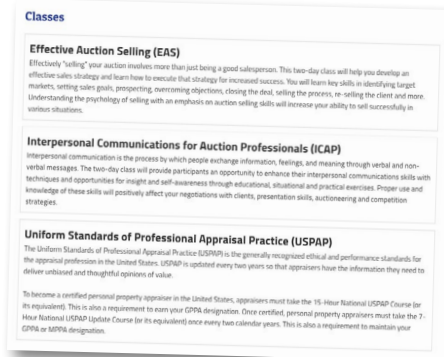 Classes
Effective Auction Selling (EAS)
Effectively "selling" your auction involves more than just being a good salesperson. This two-day class will help you develop an
effective sales strategy and learn how to execute that strategy for increased success. You will learn key skills in identifying target
markets, setting sales goals, prospecting, overcoming objections, closing the deal, selling the process, re-selling the client and more.
Understanding the psychology of selling with an emphasis on auction selling skills will increase your ability to sell successfully in
various situations.
Interpersonal Communications for Auction Professionals (ICAP)
Interpersonal communication is the process by which people exchange information, feelings, and meaning through verbal and non-
verbal messages. The two-day class will provide participants an opportunity to enhance their interpersonal communications skills with
techniques and opportunities for insight and self-awareness through educational, situational and practical exercises. Proper use and
knowledge of these skills will positively affect your negotiations with clients, presentation skills, auctioneering and competition
strategies.
Uniform Standards of Professional Appraisal Practice (USPAP)
The Uniform Standards of Professional Appraisal Practice (USPAP) is the generally recognized ethical and performance standards for
the appraisal profession in the United States. USPAP is updated every two years so that appraisers have the information they need to
deliver unbiased and thoughtful opinions of value.
To become a certified personal property appraiser in the United States, appraisers must take the 15-Hour National USPAP Course (or
its equivalent). This is also a requirement to earn your GPPA designation. Once certified, personal property appraisers must take the 7-
Hour National USPAP Update Course (or its equivalent) once every two calendar years. This is also a requirement to maintain your
GPPA or MPPA designation.